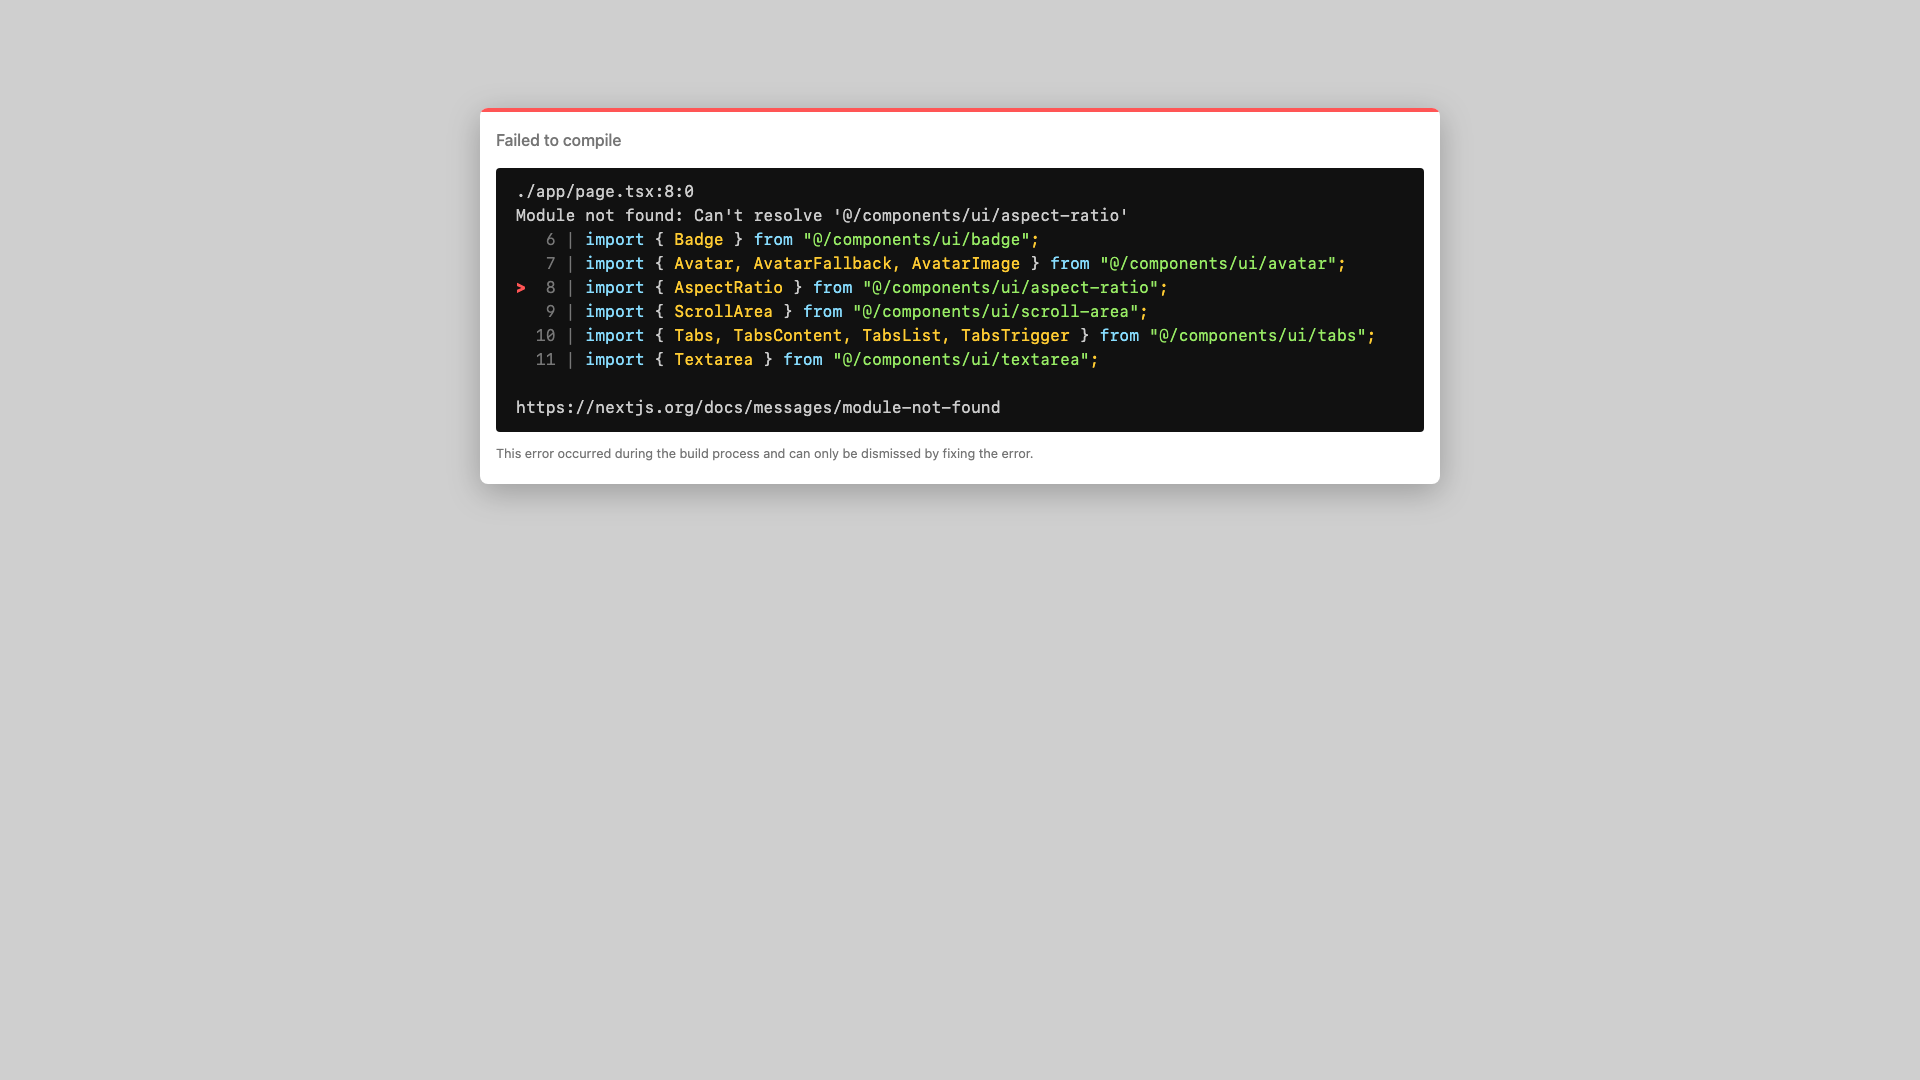 Failed to compile
./app/page.tsx:8:0
Module not found: Can't resolve '@/components/ui/aspect-ratio'
6 | import { Badge } from "@/components/ui/badge";
7 | import { Avatar, AvatarFallback, AvatarImage } from "@/components/ui/avatar";
> 8 | import { AspectRatio } from "@/components/ui/aspect-ratio";
9 | import { ScrollArea } from "@/components/ui/scroll-area";
10 | import { Tabs, TabsContent, TabsList, TabsTrigger } from "@/components/ui/tabs";
11 | import { Textarea } from "@/components/ui/textarea";
https://nextjs.org/docs/messages/module-not-found
This error occurred during the build process and can only be dismissed by fixing the error.